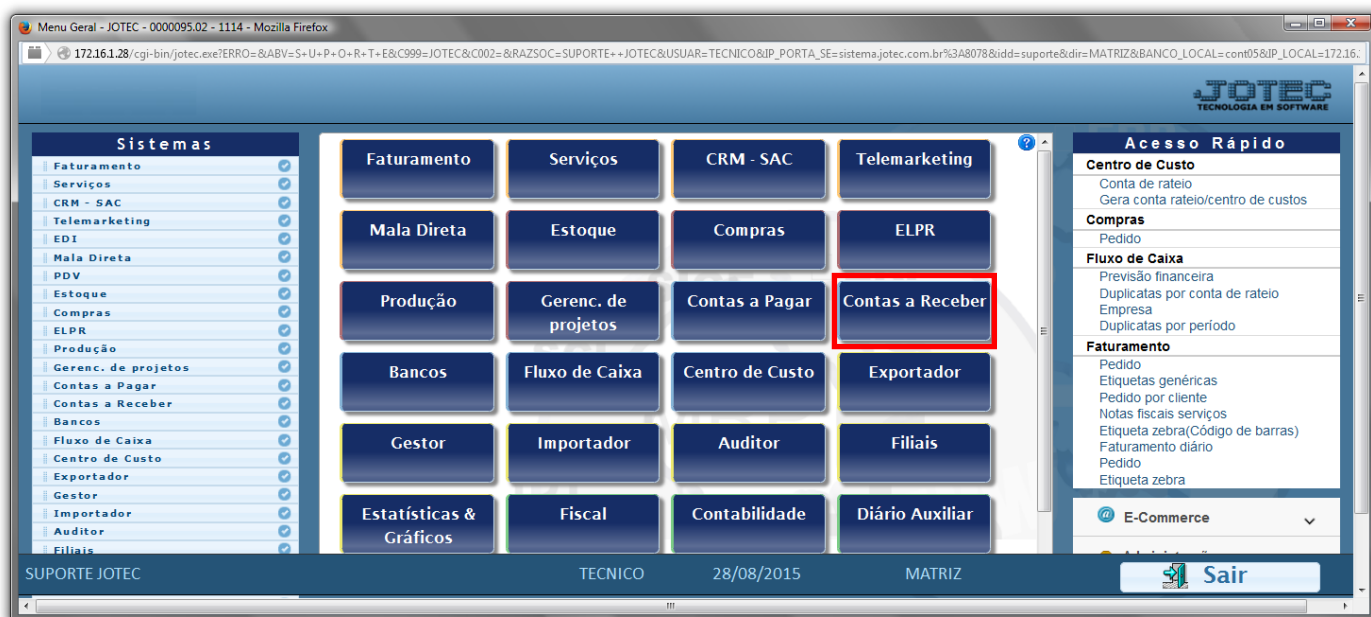 Menu Geral - JOTEC - 0000095.02 - 1114 - Mozilla Firefox
172.16.1.28/cgi-bin/jotec.exe?ERRO=&ABV=S+U+P+O+R+T+E&C999=JOTEC&C002=&RAZSOC=SUPORTE++JOTEC&USUAR=TECNICO&IP_PORTA_SE=sistema.jotec.com.br%3A8078&idd=suporte&dir=MATRIZ&BANCO_LOCAL=cont05&IP_LOCAL=172.16.
JOTEC
TECNOLOGIA EM SOFTWARE
Sistemas
Faturamento
Serviços
CRM - SAC
Telemarketing
EDI
Mala Direta
PDV
Estoque
Compras
ELPR
Produção
Gerenc. de projetos
Contas a Pagar
Contas a Receber
Bancos
Fluxo de Caixa
Centro de Custo
Exportador
Gestor
Importador
Auditor
Filiais
Faturamento
Serviços
CRM - SAC
Telemarketing
Mala Direta
Estoque
Compras
ELPR
Produção
Gerenc. de
projetos
Contas a Pagar
Contas a Receber
Bancos
Fluxo de Caixa
Centro de Custo
Exportador
Gestor
Importador
Auditor
Filiais
Estatísticas &
Gráficos
Fiscal
Contabilidade
Diário Auxiliar
Acesso Rápido
Centro de Custo
Conta de rateio
Gera conta rateio/centro de custos
Compras
Pedido
Fluxo de Caixa
Previsão financeira
Duplicatas por conta de rateio
Empresa
Duplicatas por período
Faturamento
Pedido
Etiquetas genéricas
Pedido por cliente
Notas fiscais serviços
Etiqueta zebra(Código de barras)
Faturamento diário
Pedido
Etiqueta zebra
E-Commerce
SUPORTE JOTEC
TECNICO
28/08/2015
MATRIZ
Sair